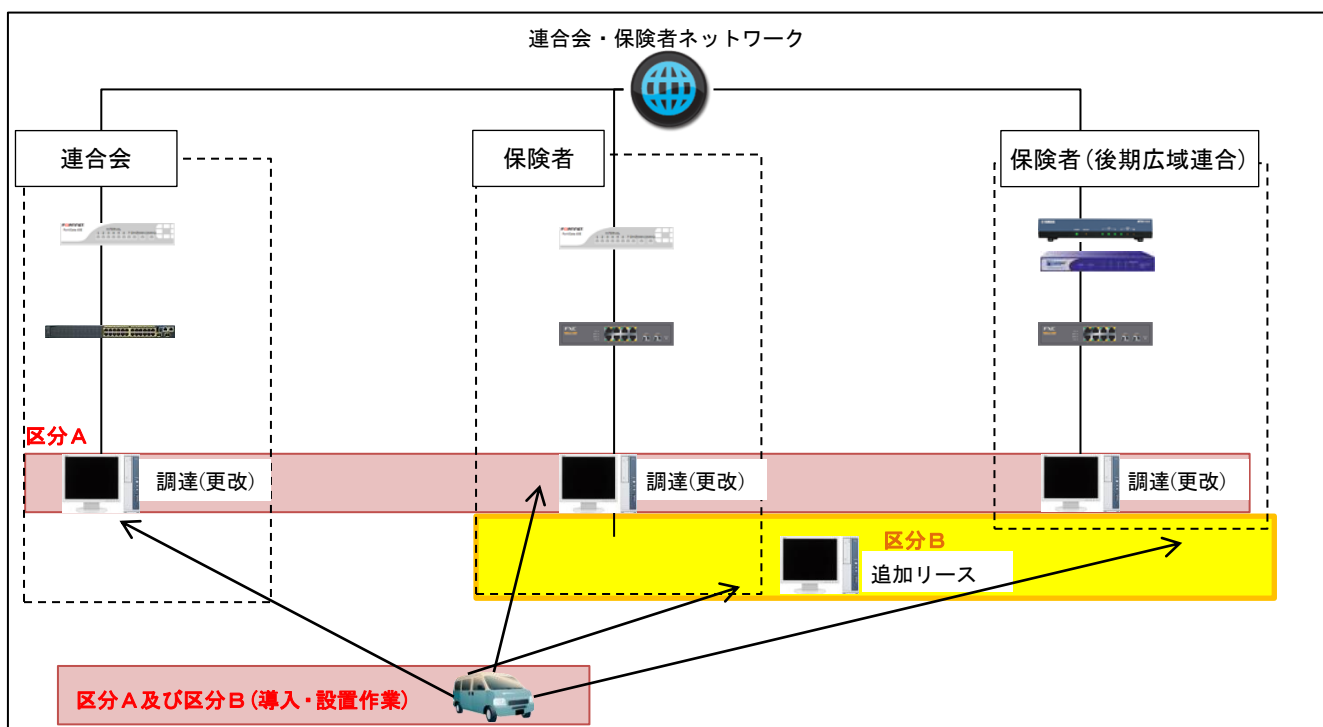 連合会・保険者ネットワーク
連合会
保険者
保険者(後期広域連合)
区分A
調達(更改)
調達(更改)
調達(更改)
区分B
追加リース
区分A及び区分B(導入・設置作業)